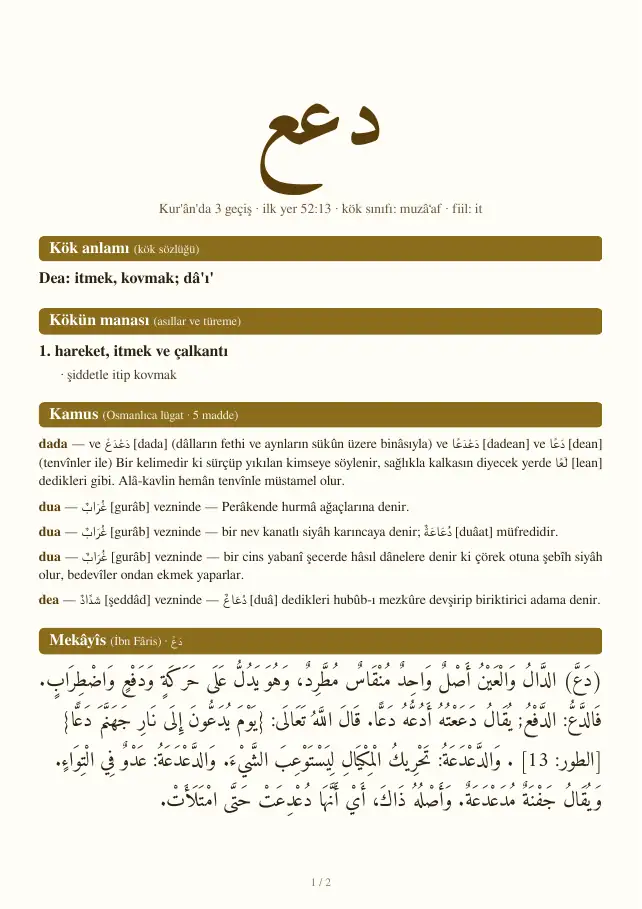 دعع
Kur'ân'da 3 geçiş · ilk yer 52:13 · kök sınıfı: muzâ'af · fiil: it
Kök anlamı (kök sözlüğü)
Dea: itmek, kovmak; dâ'ı'
Kökün manası (asıllar ve türeme)
1. hareket, itmek ve çalkantı
· şiddetle itip kovmak
Kamus (Osmanlıca lügat · 5 madde)
dada — ve دَعْدَعْ [dada] (dâlların fethi ve aynların sükûn üzere binâsıyla) ve دَعْدَعًا [dadean] ve دَعًا [dean]
(tenvînler ile) Bir kelimedir ki sürçüp yıkılan kimseye söylenir, sağlıkla kalkasın diyecek yerde لَعًا [lean]
dedikleri gibi. Alâ-kavlin hemân tenvînle müstamel olur.
dua — غُرَابٌ [gurâb] vezninde — Perâkende hurmâ ağaçlarına denir.
dua — غُرَابٌ [gurâb] vezninde — bir nev kanatlı siyâh karıncaya denir; دُعَاعَةٌ [duâat] müfredidir.
dua — غُرَابٌ [gurâb] vezninde — bir cins yabanî şecerde hâsıl dânelere denir ki çörek otuna şebîh siyâh
olur, bedevîler ondan ekmek yaparlar.
dea — شَدَّادٌ [şeddâd] vezninde — دُعَاعٌ [duâ] dedikleri hubûb-ı mezkûre devşirip biriktirici adama denir.
Mekâyîs (İbn Fâris) · دَعَّ
(دَعَّ) الدَّالُ وَالْعَيْنُ أَصْلٌ وَاحِدٌ مُنْقَاسٌ مُطَّرِدٌ، وَهُوَ يَدُلُّ عَلَى حَرَكَةٍ وَدَفْعٍ وَاضْطِرَابٍ.
فَالدَّعُّ: الدَّفْعُ; يُقَالُ دَعَعْتُهُ أَدُعُّهُ دَعًّا. قَالَ اللَّهُ تَعَالَى: {يَوْمَ يُدَعُّونَ إِلَى نَارِ جَهَنَّمَ دَعًّا}
[الطور: 13] . وَالدَّعْدَعَةُ: تَحْرِيكُ الْمِكْيَالِ لِيَسْتَوْعِبَ الشَّيْءَ. وَالدَّعْدَعَةُ: عَدْوٌ فِي الْتِوَاءٍ.
وَيُقَالُ جَفْنَةٌ مُدَعْدَعَةٌ. وَأَصْلُهُ ذَاكَ، أَيْ أَنَّهَا دُعْدِعَتْ حَتَّى امْتَلَأَتْ.
1 / 2